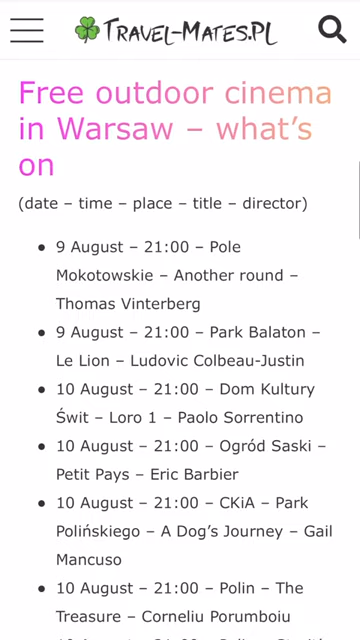 TRAVEL-MATES.PL
Free outdoor cinema
in Warsaw – what's
on
(date – time – place – title – director)
● 9 August – 21:00 – Pole
Mokotowskie – Another round –
Thomas Vinterberg
● 9 August – 21:00 – Park Balaton –
Le Lion – Ludovic Colbeau-Justin
● 10 August – 21:00 – Dom Kultury
Świt – Loro 1 – Paolo Sorrentino
● 10 August – 21:00 – Ogród Saski –
Petit Pays – Eric Barbier
● 10 August – 21:00 – CKiA – Park
Polińskiego – A Dog's Journey – Gail
Mancuso
● 10 August – 21:00 – Polin – The
Treasure – Corneliu Porumboiu